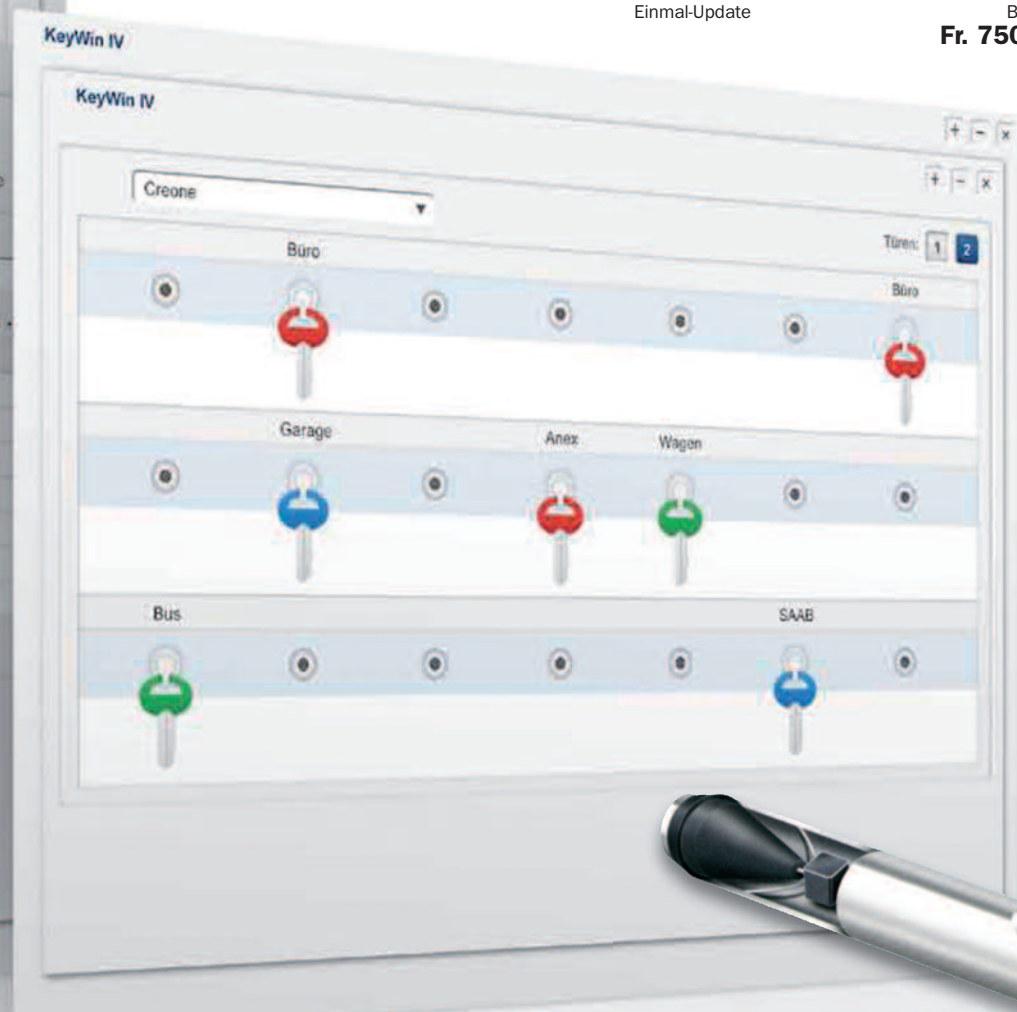 Einmal-Update
Fr. 750
KeyWin IV
KeyWin IV
+ - x
+ - x
Creone
Türen: 1 2
Büro
Büro
Garage Anex Wagen
Bus SAAB